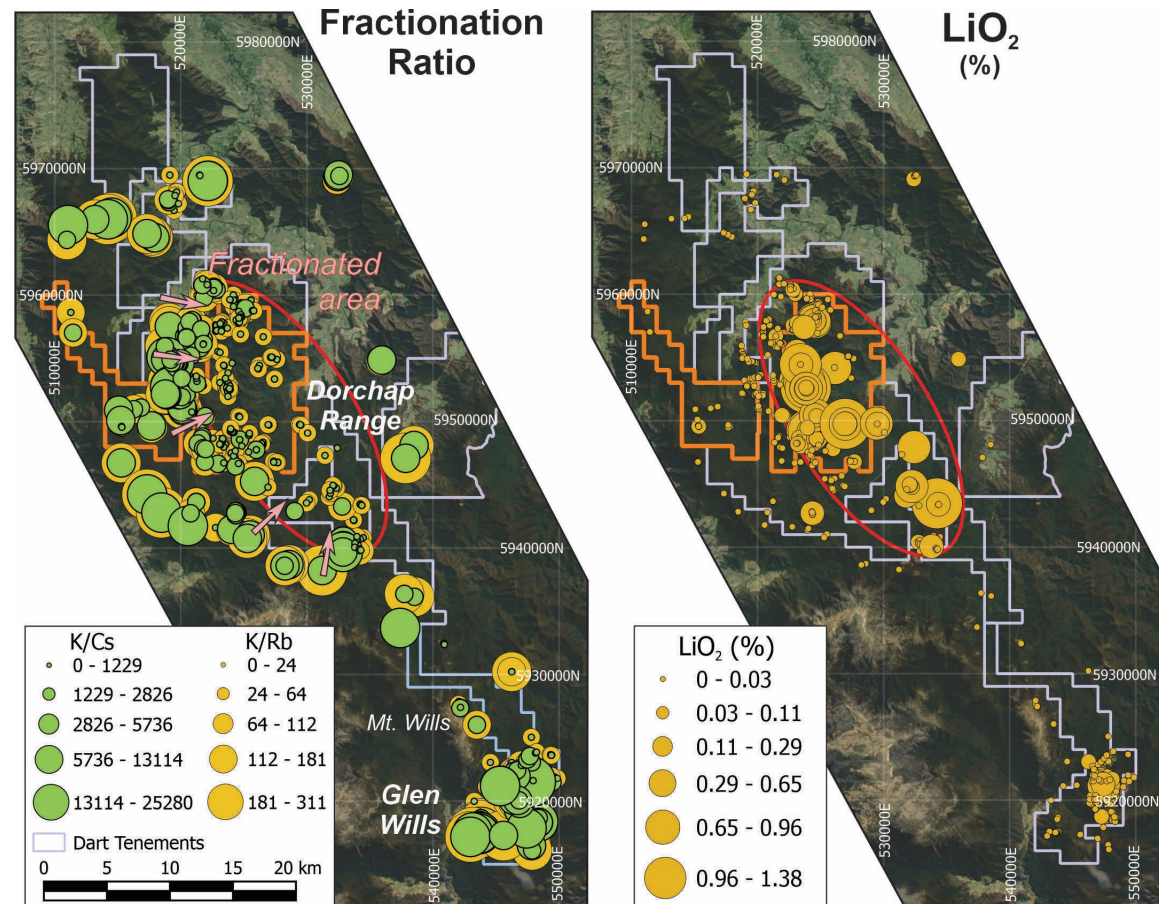 Fractionation
Ratio
520000E
5980000N
530000E
5970000N
Fractionated
area
5960000N
510000E
Dorchap
Range
5950000N
5940000N
5930000N
Mt. Wills
Glen
Wills
5920000N
540000E
550000E
K/Cs K/Rb
0 - 1229 0 - 24
1229 - 2826 24 - 64
2826 - 5736 64 - 112
5736 - 13114 112 - 181
13114 - 25280 181 - 311
Dart Tenements
0 5 10 15 20 km
LiO₂
(%)
520000E
5980000N
5970000N
5960000N
510000E
5950000N
5940000N
5930000N
5920000N
530000E
540000E
550000E
LiO₂ (%)
0 - 0.03
0.03 - 0.11
0.11 - 0.29
0.29 - 0.65
0.65 - 0.96
0.96 - 1.38